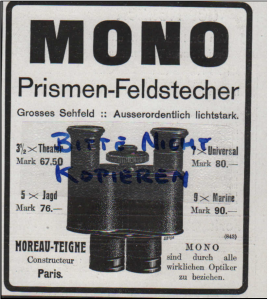 MONO
Prismen-Feldstecher
Grosses Sehfeld :: Ausserordentlich lichtstark.
BITTE NICHT
KOPIEREN
3½ × Theater
Mark 67.50
7 × Universal
Mark 80.—
5 × Jagd
Mark 76.—
9 × Marine
Mark 90.—
(845)
MOREAU-TEIGNE
Constructeur
Paris.
MONO
sind durch alle
wirklichen Optiker
zu beziehen.